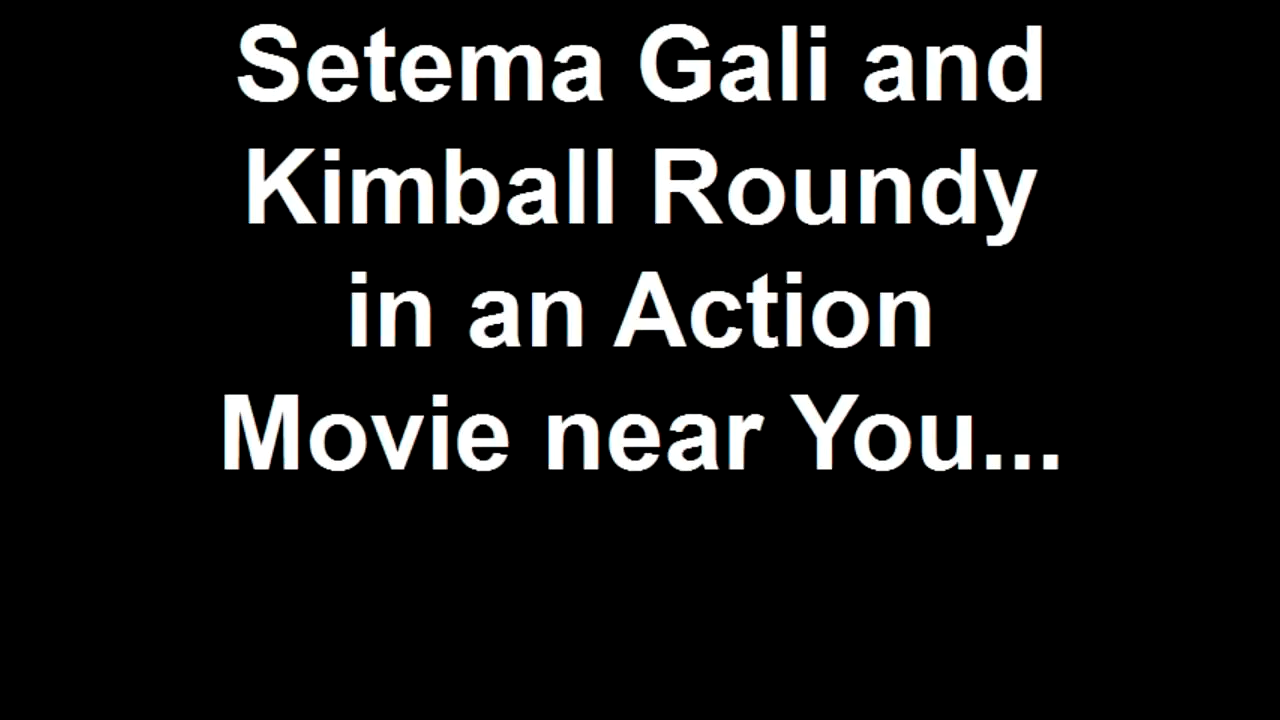 Setema Gali and
Kimball Roundy
in an Action
Movie near You...